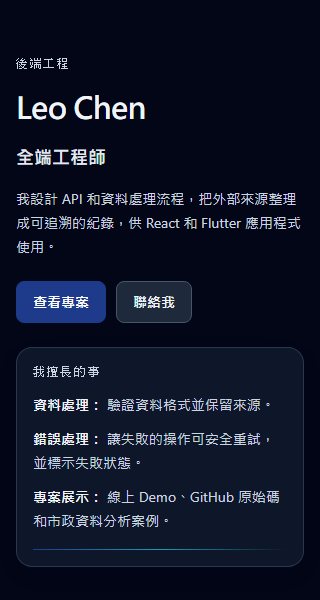 後端工程
Leo Chen
全端工程師
我設計 API 和資料處理流程，把外部來源整理
成可追溯的紀錄，供 React 和 Flutter 應用程式
使用。
查看專案 聯絡我
我擅長的事
資料處理： 驗證資料格式並保留來源。
錯誤處理： 讓失敗的操作可安全重試，
並標示失敗狀態。
專案展示： 線上 Demo、GitHub 原始碼
和市政資料分析案例。